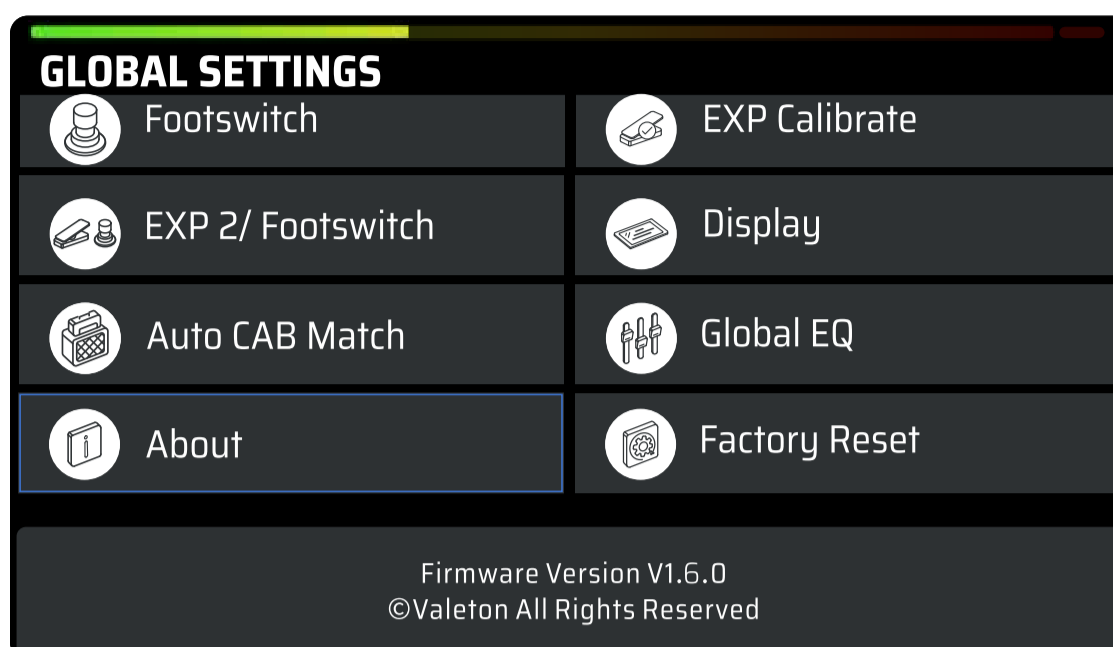 GLOBAL SETTINGS
Footswitch
EXP Calibrate
EXP 2/ Footswitch
Display
Auto CAB Match
Global EQ
About
Factory Reset
Firmware Version V1.6.0
©Valeton All Rights Reserved